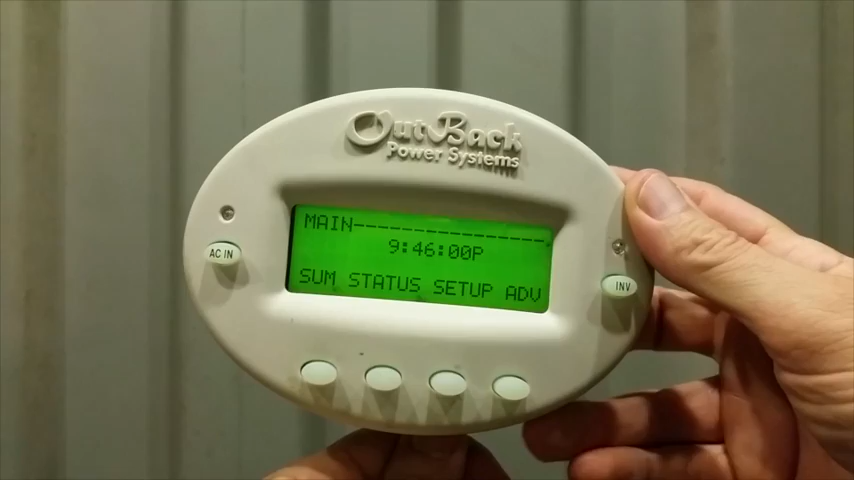 OutBack
Power Systems
MAIN--------------------
9:46:00P
SUM STATUS SETUP ADV
AC IN
INV